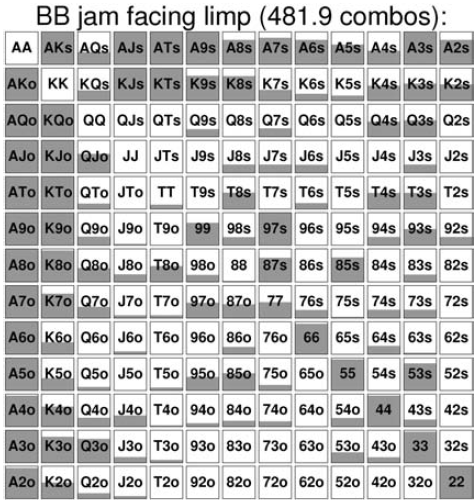 BB jam facing limp (481.9 combos):
AA AKs AQs AJs ATs A9s A8s A7s A6s A5s A4s A3s A2s
AKo KK KQs KJs KTs K9s K8s K7s K6s K5s K4s K3s K2s
AQo KQo QQ QJs QTs Q9s Q8s Q7s Q6s Q5s Q4s Q3s Q2s
AJo KJo QJo JJ JTs J9s J8s J7s J6s J5s J4s J3s J2s
ATo KTo QTo JTo TT T9s T8s T7s T6s T5s T4s T3s T2s
A9o K9o Q9o J9o T9o 99 98s 97s 96s 95s 94s 93s 92s
A8o K8o Q8o J8o T8o 98o 88 87s 86s 85s 84s 83s 82s
A7o K7o Q7o J7o T7o 97o 87o 77 76s 75s 74s 73s 72s
A6o K6o Q6o J6o T6o 96o 86o 76o 66 65s 64s 63s 62s
A5o K5o Q5o J5o T5o 95o 85o 75o 65o 55 54s 53s 52s
A4o K4o Q4o J4o T4o 94o 84o 74o 64o 54o 44 43s 42s
A3o K3o Q3o J3o T3o 93o 83o 73o 63o 53o 43o 33 32s
A2o K2o Q2o J2o T2o 92o 82o 72o 62o 52o 42o 32o 22